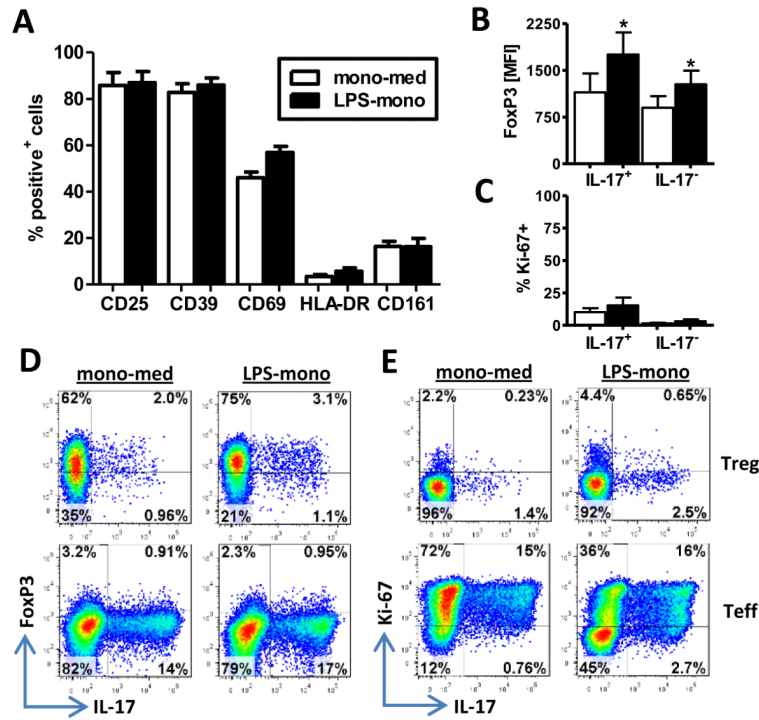 A
100
80
60
40
20
0
% positive+ cells
mono-med
LPS-mono
CD25 CD39 CD69 HLA-DR CD161
B
2250
1500
750
0
FoxP3 [MFI]
* *
IL-17+ IL-17-
C
100
75
50
25
0
% Ki-67+
IL-17+ IL-17-
D
mono-med LPS-mono
62% 2.0% 75% 3.1%
35% 0.96% 21% 1.1%
3.2% 0.91% 2.3% 0.95%
82% 14% 79% 17%
FoxP3
IL-17
E
mono-med LPS-mono
2.2% 0.23% 4.4% 0.65%
96% 1.4% 92% 2.5%
Treg
72% 15% 36% 16%
12% 0.76% 45% 2.7%
Teff
Ki-67
IL-17